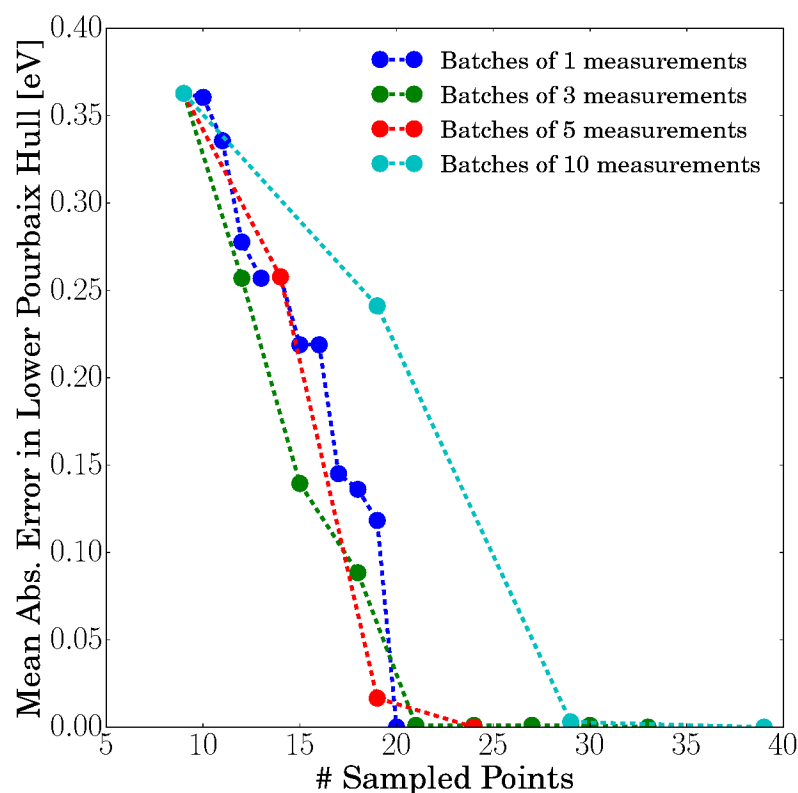 Mean Abs. Error in Lower Pourbaix Hull [eV]
0.40
0.35
0.30
0.25
0.20
0.15
0.10
0.05
0.00
Batches of 1 measurements
Batches of 3 measurements
Batches of 5 measurements
Batches of 10 measurements
5 10 15 20 25 30 35 40
# Sampled Points